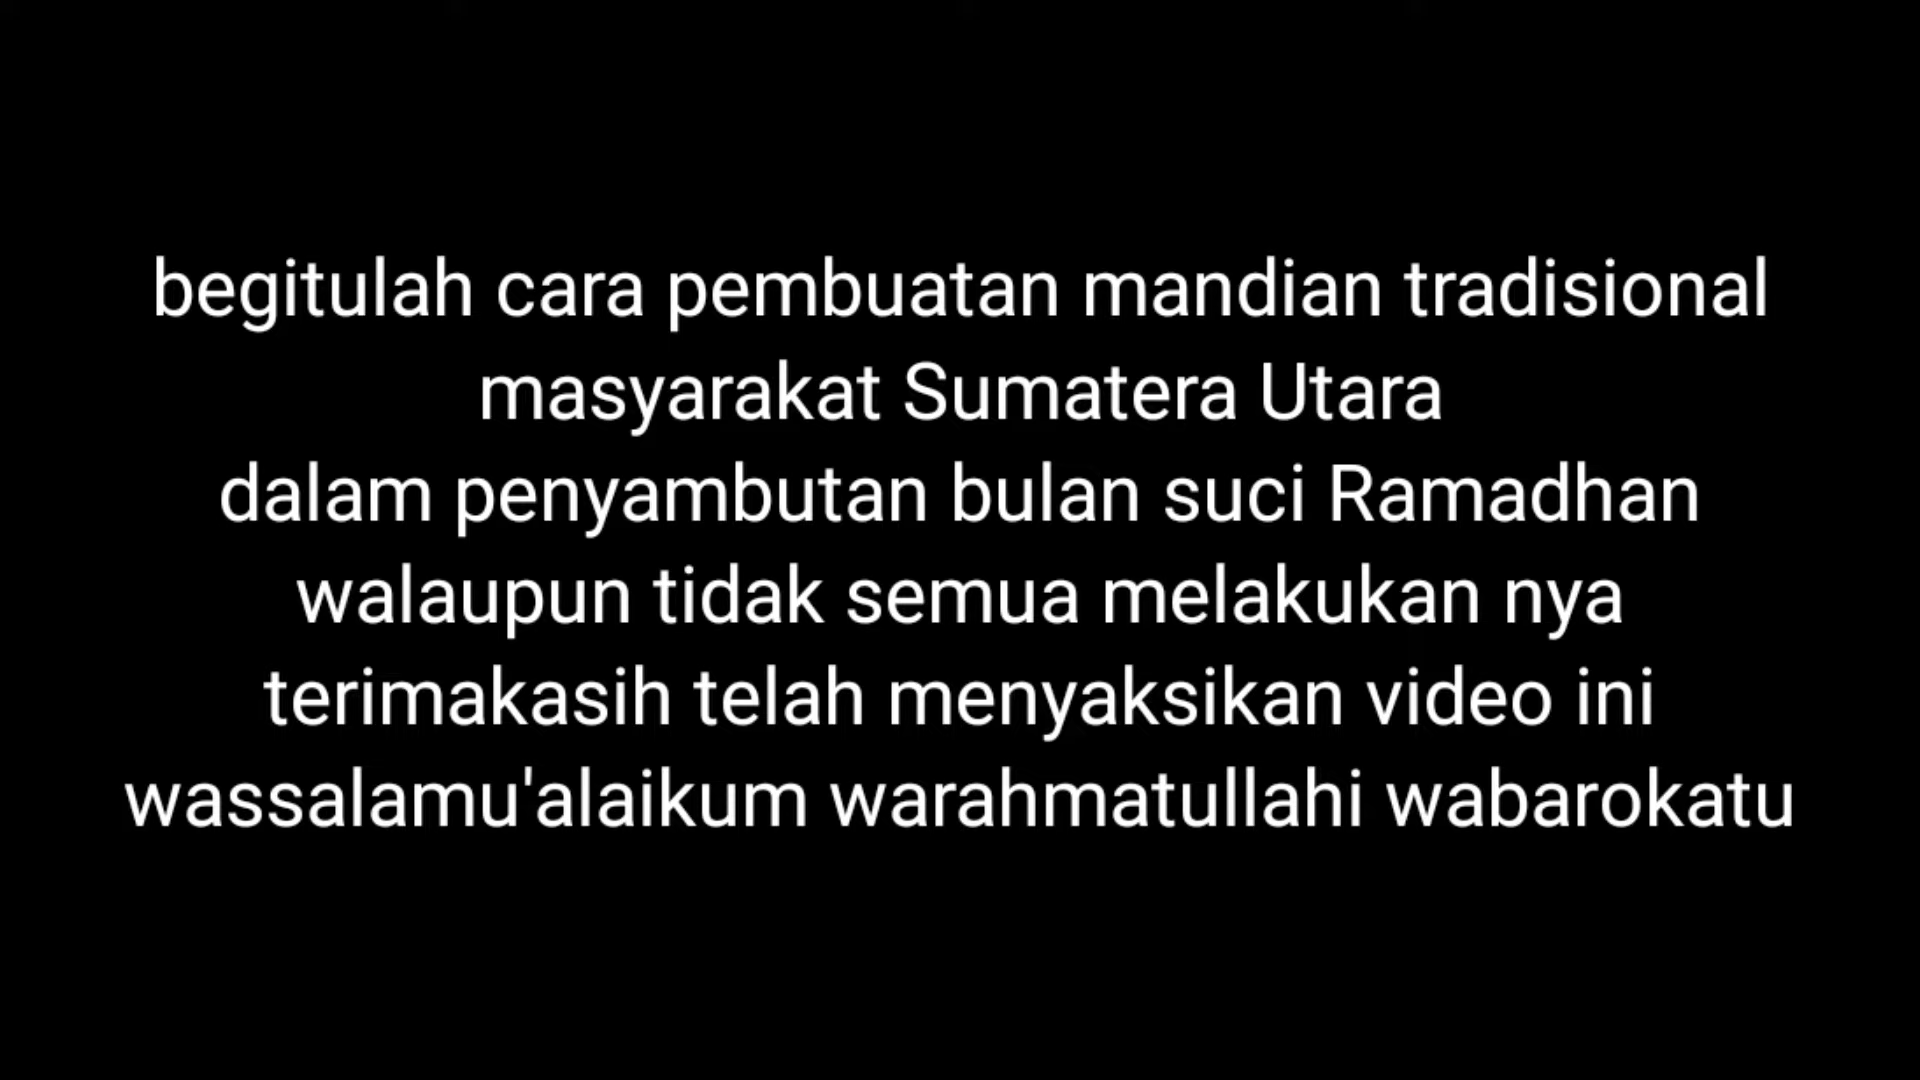 begitulah cara pembuatan mandian tradisional
masyarakat Sumatera Utara
dalam penyambutan bulan suci Ramadhan
walaupun tidak semua melakukan nya
terimakasih telah menyaksikan video ini
wassalamu'alaikum warahmatullahi wabarokatu